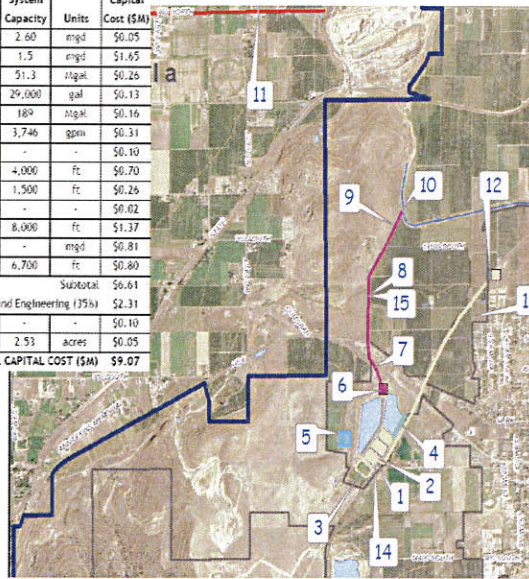 System Capacity Units Capital Cost ($M)
2.60 mgd $0.05
1.5 mgd $1.65
51.3 Mgal $0.26
29,000 gal $0.13
189 Mgal $0.16
3,746 gpm $0.31
- - $0.10
4,000 ft $0.70
1,500 ft $0.26
- - $0.02
8,000 ft $1.37
- mgd $0.81
6,700 ft $0.80
Subtotal $6.61
nd Engineering (35%) $2.31
- - $0.10
2.53 acres $0.05
CAPITAL COST ($M) $9.07
la
11
10
12
9
8
15
1
7
6
5
4
2
1
3
14